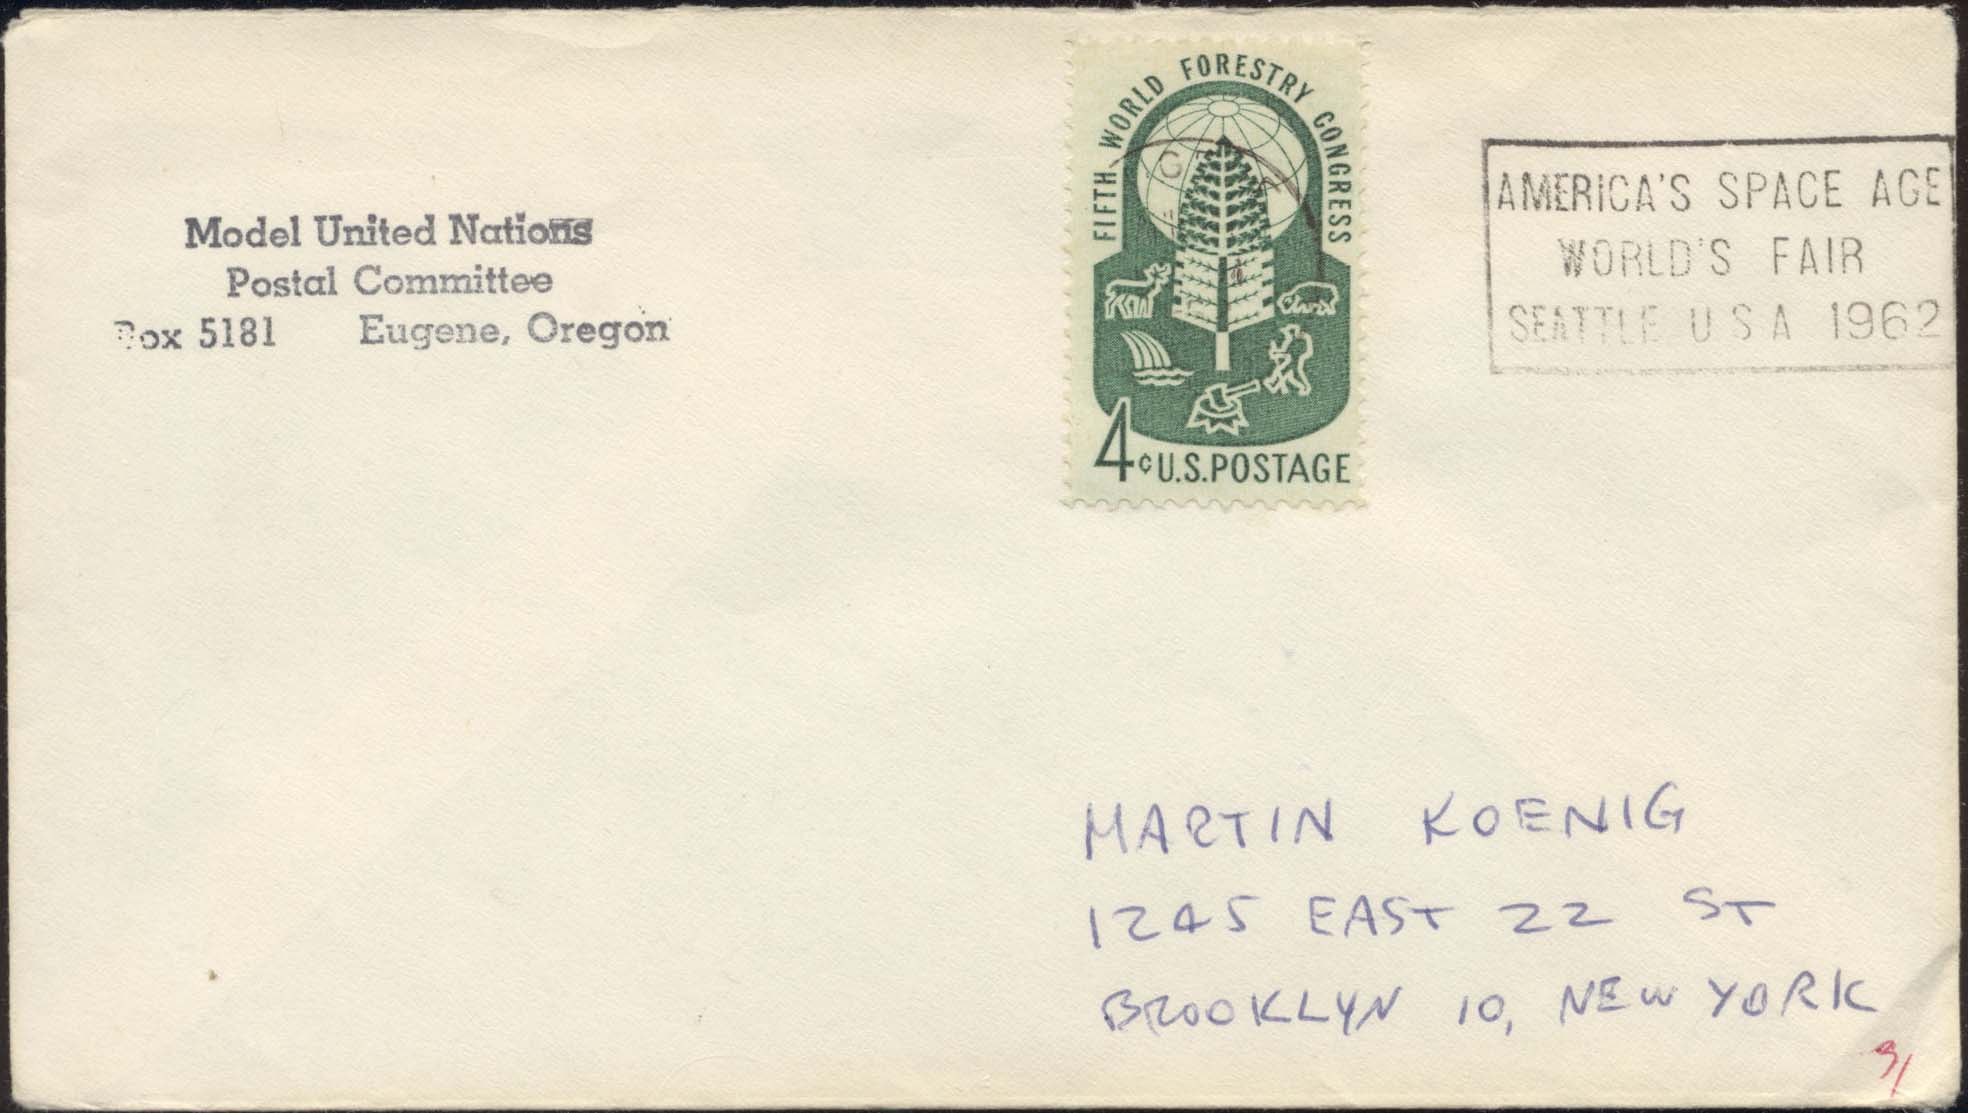 Model United Nations
Postal Committee
Box 5181 Eugene, Oregon
FIFTH WORLD FORESTRY CONGRESS
4¢ U.S. POSTAGE
AMERICA'S SPACE AGE
WORLD'S FAIR
SEATTLE U S A 1962
MARTIN KOENIG
1245 EAST 22 ST
BROOKLYN 10, NEW YORK